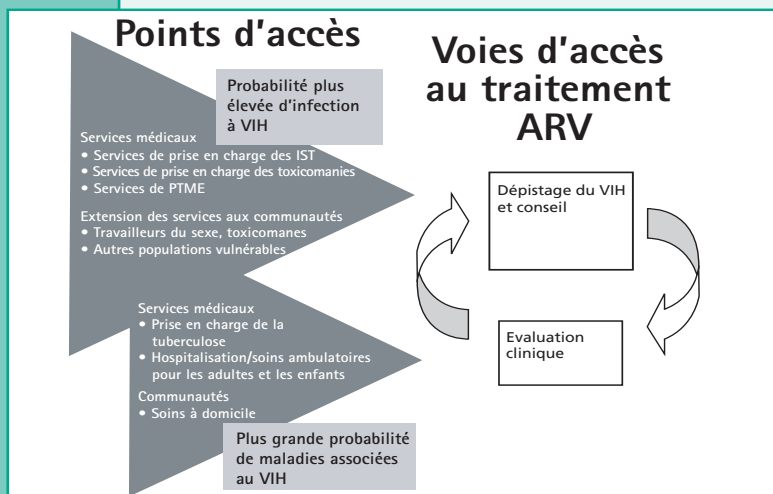 Points d'accès
Probabilité plus
élevée d'infection
à VIH
Services médicaux
• Services de prise en charge des IST
• Services de prise en charge des toxicomanies
• Services de PTME
Extension des services aux communautés
• Travailleurs du sexe, toxicomanes
• Autres populations vulnérables
Services médicaux
• Prise en charge de la
tuberculose
• Hospitalisation/soins ambulatoires
pour les adultes et les enfants
Communautés
• Soins à domicile
Plus grande probabilité
de maladies associées
au VIH
Voies d'accès
au traitement
ARV
Dépistage du VIH
et conseil
Evaluation
clinique